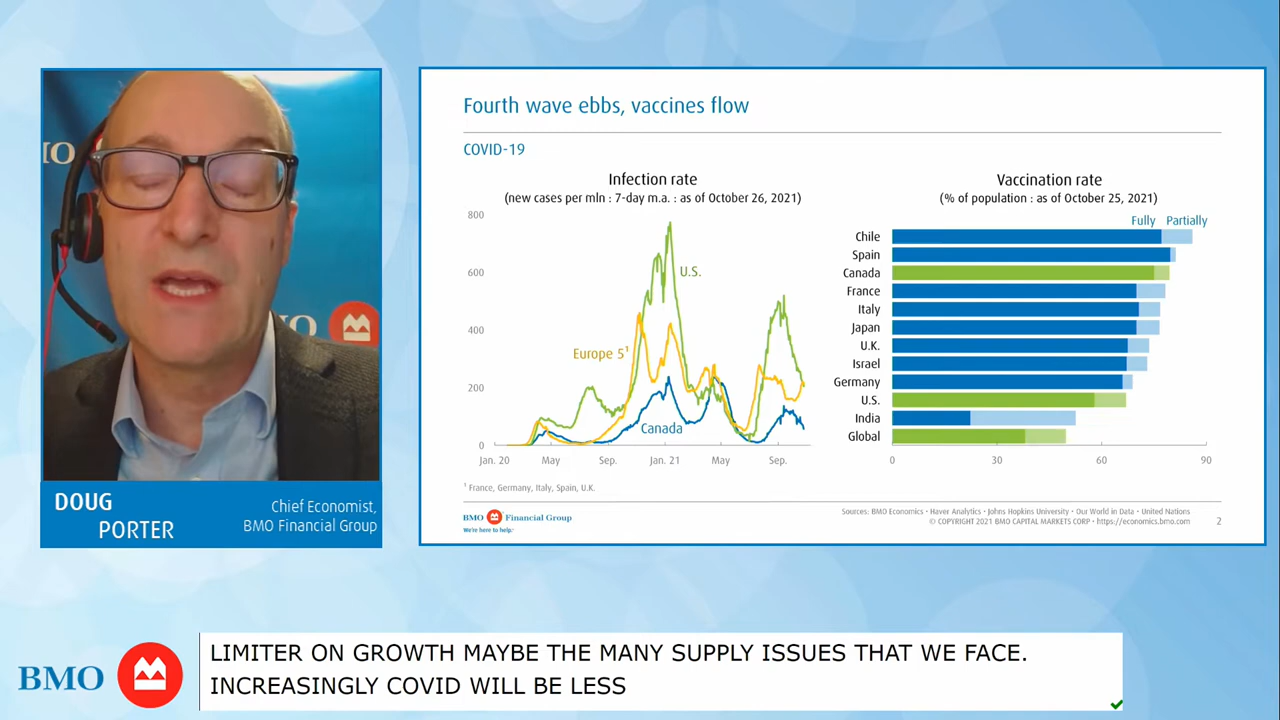 IO
O
DOUG
PORTER
Chief Economist,
BMO Financial Group
Fourth wave ebbs, vaccines flow
COVID-19
Infection rate
(new cases per mln : 7-day m.a. : as of October 26, 2021)
800
600
400
200
0
U.S.
Europe 5¹
Canada
Jan. 20 May Sep. Jan. 21 May Sep.
¹ France, Germany, Italy, Spain, U.K.
Vaccination rate
(% of population : as of October 25, 2021)
Fully Partially
Chile
Spain
Canada
France
Italy
Japan
U.K.
Israel
Germany
U.S.
India
Global
0 30 60 90
BMO Financial Group
We're here to help.™
Sources: BMO Economics • Haver Analytics • Johns Hopkins University • Our World in Data • United Nations
© COPYRIGHT 2021 BMO CAPITAL MARKETS CORP • https://economics.bmo.com
2
BMO
LIMITER ON GROWTH MAYBE THE MANY SUPPLY ISSUES THAT WE FACE.
INCREASINGLY COVID WILL BE LESS